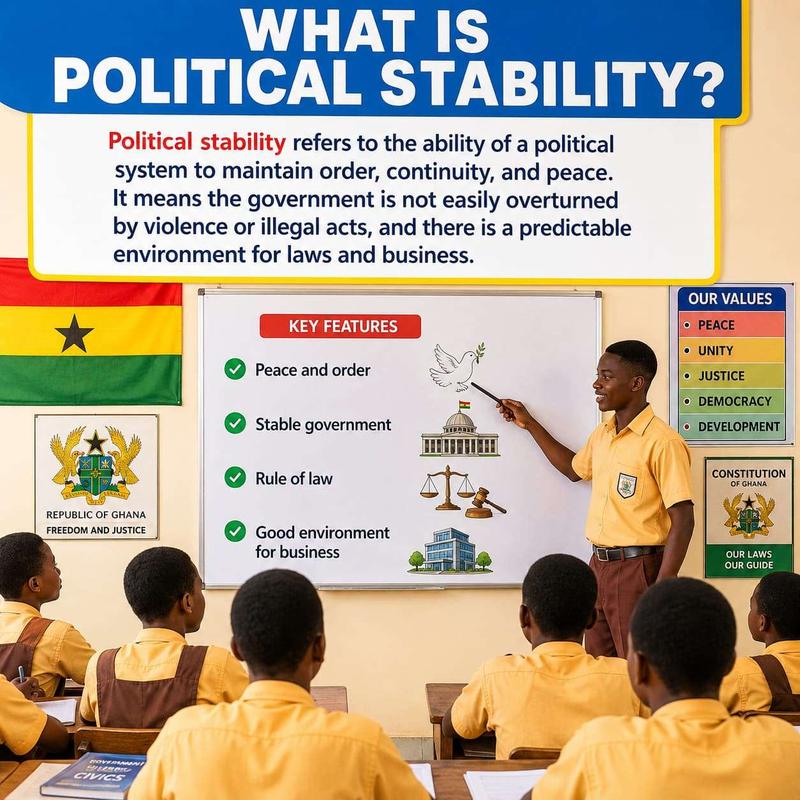 WHAT IS
POLITICAL STABILITY?
Political stability refers to the ability of a political
system to maintain order, continuity, and peace.
It means the government is not easily overturned
by violence or illegal acts, and there is a predictable
environment for laws and business.
KEY FEATURES
Peace and order
Stable government
Rule of law
Good environment
for business
OUR VALUES
PEACE
UNITY
JUSTICE
DEMOCRACY
DEVELOPMENT
REPUBLIC OF GHANA
FREEDOM AND JUSTICE
CONSTITUTION
OF GHANA
OUR LAWS
OUR GUIDE
CIVICS